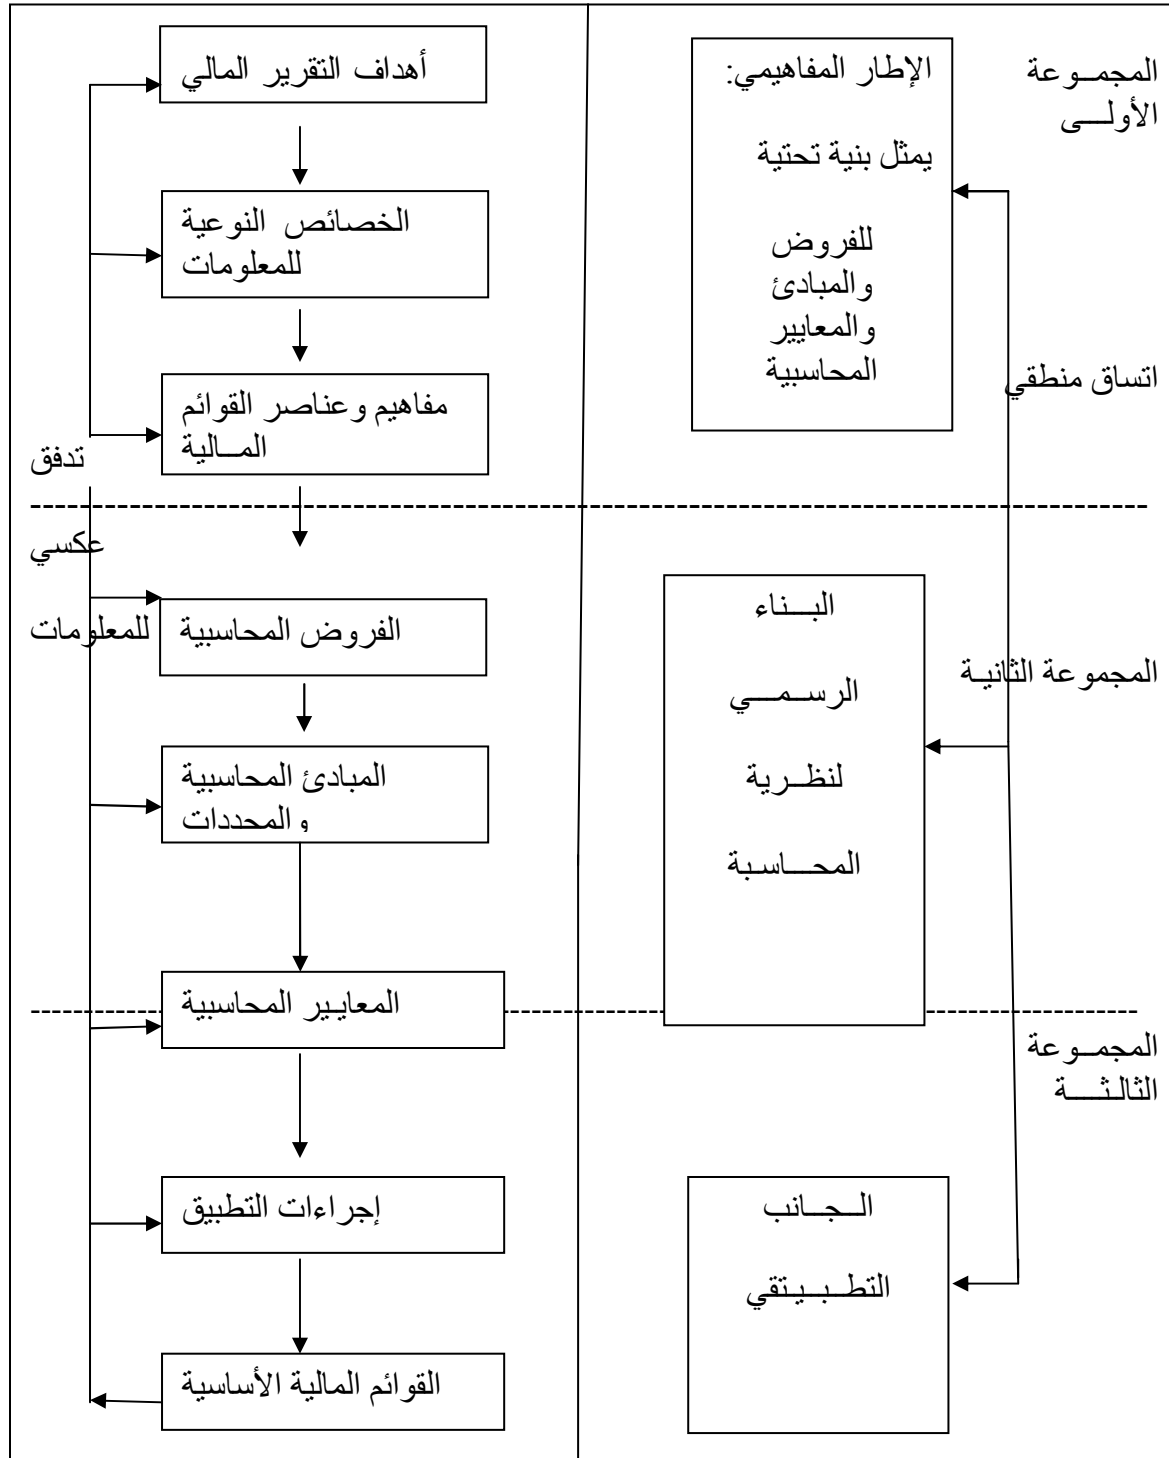 المجموعة
الأولى
الإطار المفاهيمي:
يمثل بنية تحتية
للفروض
والمبادئ
والمعايير
المحاسبية
أهداف التقرير المالي
الخصائص النوعية
للمعلومات
مفاهيم وعناصر القوائم
المالية
اتساق منطقي
تدفق
عكسي
للمعلومات
المجموعة الثانية
البناء
الرسمي
لنظرية
المحاسبة
الفروض المحاسبية
المبادئ المحاسبية
والمحددات
المعايير المحاسبية
المجموعة
الثالثة
الجانب
التطبيتقي
إجراءات التطبيق
القوائم المالية الأساسية